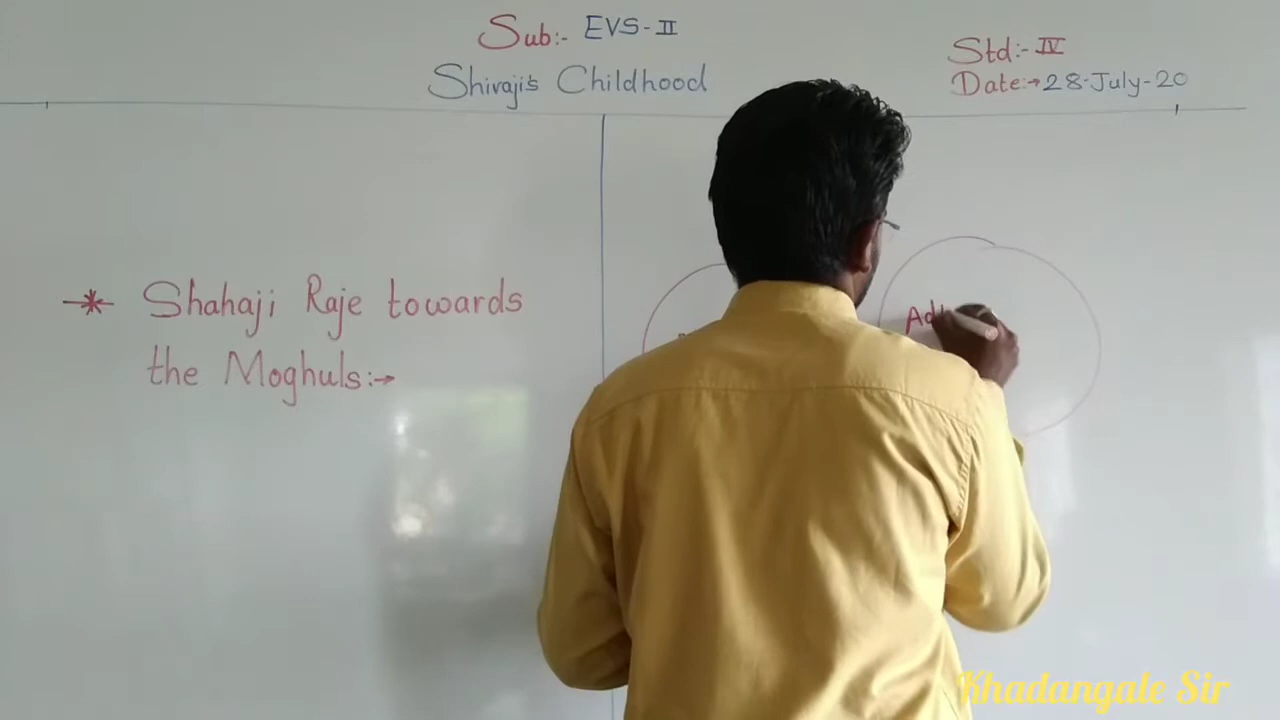 Sub:- EVS-II
Shivaji's Childhood
Std:- IV
Date:→ 28-July-20
* Shahaji Raje towards
the Moghuls:→
Khadangale Sir